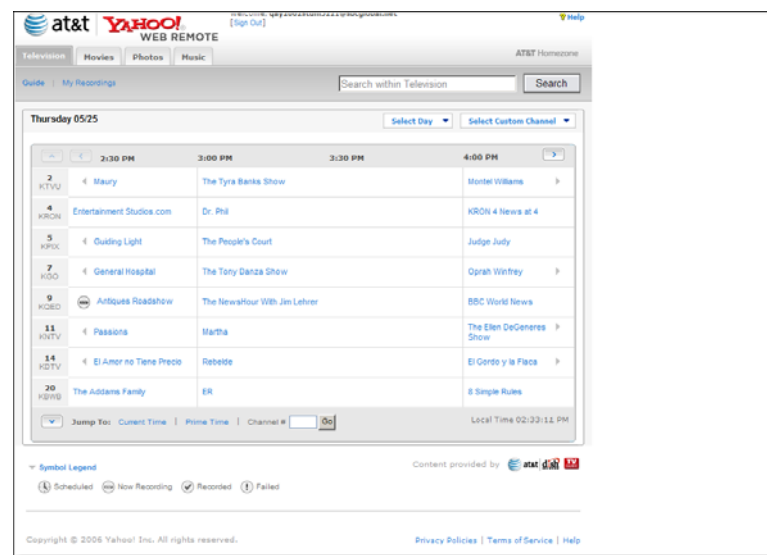 at&t YAHOO! WEB REMOTE
[Sign Out]
Help
Television Movies Photos Music
AT&T Homezone
Guide | My Recordings
Search within Television Search
Thursday 05/25 Select Day Select Custom Channel
2:30 PM 3:00 PM 3:30 PM 4:00 PM
2 KTVU Maury The Tyra Banks Show Montel Williams
4 KRON Entertainment Studios.com Dr. Phil KRON 4 News at 4
5 KPIX Guiding Light The People's Court Judge Judy
7 KGO General Hospital The Tony Danza Show Oprah Winfrey
9 KQED Antiques Roadshow The NewsHour With Jim Lehrer BBC World News
11 KNTV Passions Martha The Ellen DeGeneres Show
14 KDTV El Amor no Tiene Precio Rebelde El Gordo y la Flaca
20 KBWB The Addams Family ER 8 Simple Rules
Jump To: Current Time | Prime Time | Channel # Go Local Time 02:33:11 PM
Symbol Legend
Content provided by at&t dish TV
Scheduled Now Recording Recorded Failed
Copyright © 2006 Yahoo! Inc. All rights reserved.
Privacy Policies | Terms of Service | Help